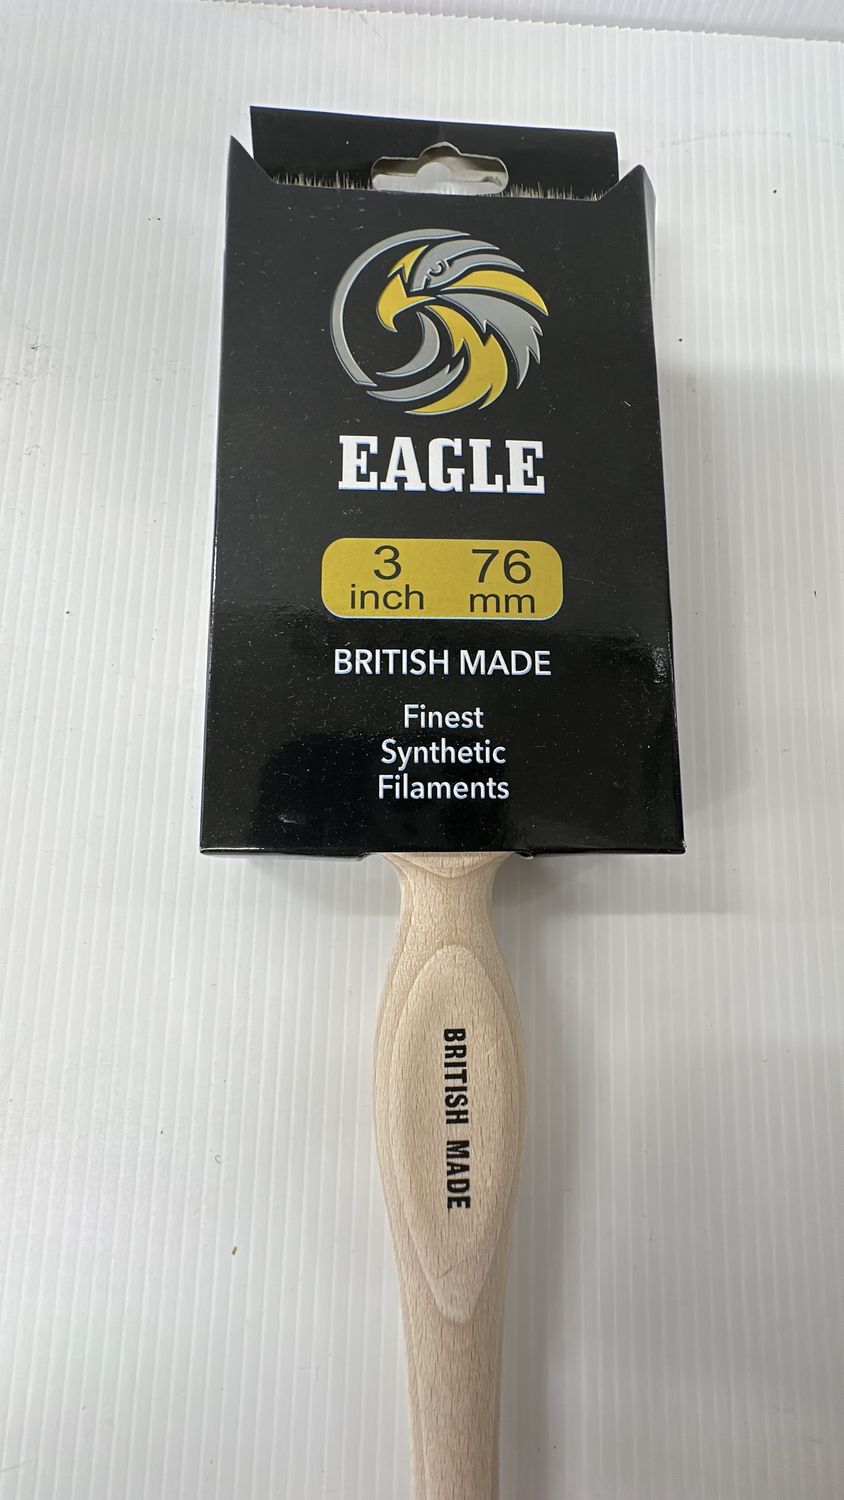 EAGLE
3 76
inch mm
BRITISH MADE
Finest
Synthetic
Filaments
BRITISH MADE